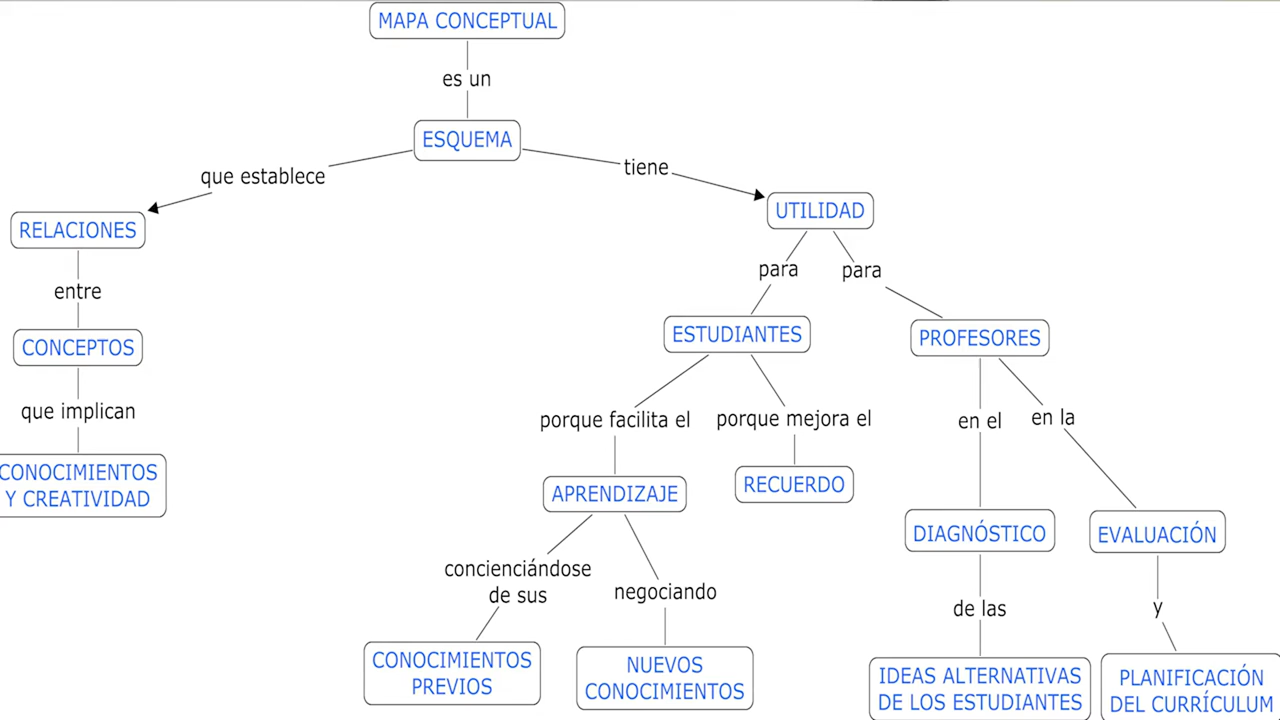 MAPA CONCEPTUAL
es un
ESQUEMA
que establece
tiene
RELACIONES
UTILIDAD
entre
para
para
CONCEPTOS
ESTUDIANTES
PROFESORES
que implican
porque facilita el
porque mejora el
en el
en la
CONOCIMIENTOS
Y CREATIVIDAD
APRENDIZAJE
RECUERDO
DIAGNÓSTICO
EVALUACIÓN
concienciándose
de sus
negociando
de las
y
CONOCIMIENTOS
PREVIOS
NUEVOS
CONOCIMIENTOS
IDEAS ALTERNATIVAS
DE LOS ESTUDIANTES
PLANIFICACIÓN
DEL CURRÍCULUM